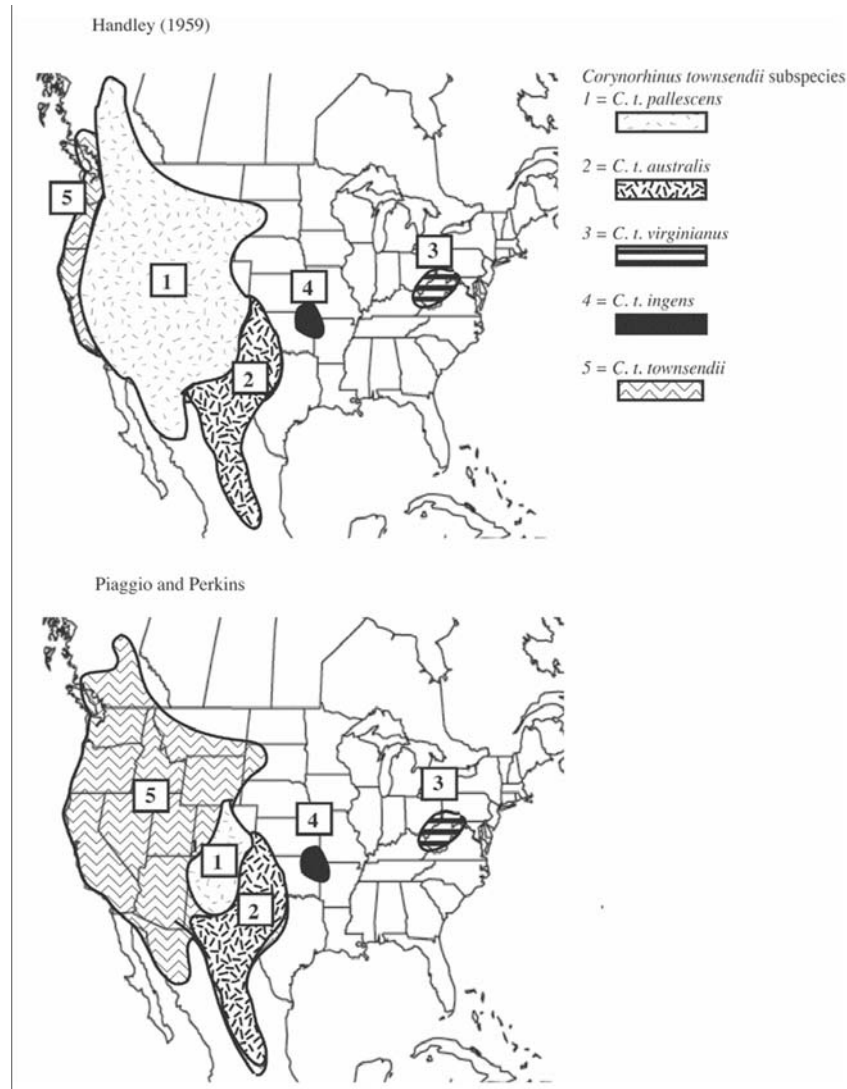 Handley (1959)
Corynorhinus townsendii subspecies
1 = C. t. pallescens
2 = C. t. australis
3 = C. t. virginianus
4 = C. t. ingens
5 = C. t. townsendii
5
1
4
3
2
Piaggio and Perkins
5
1
4
3
2